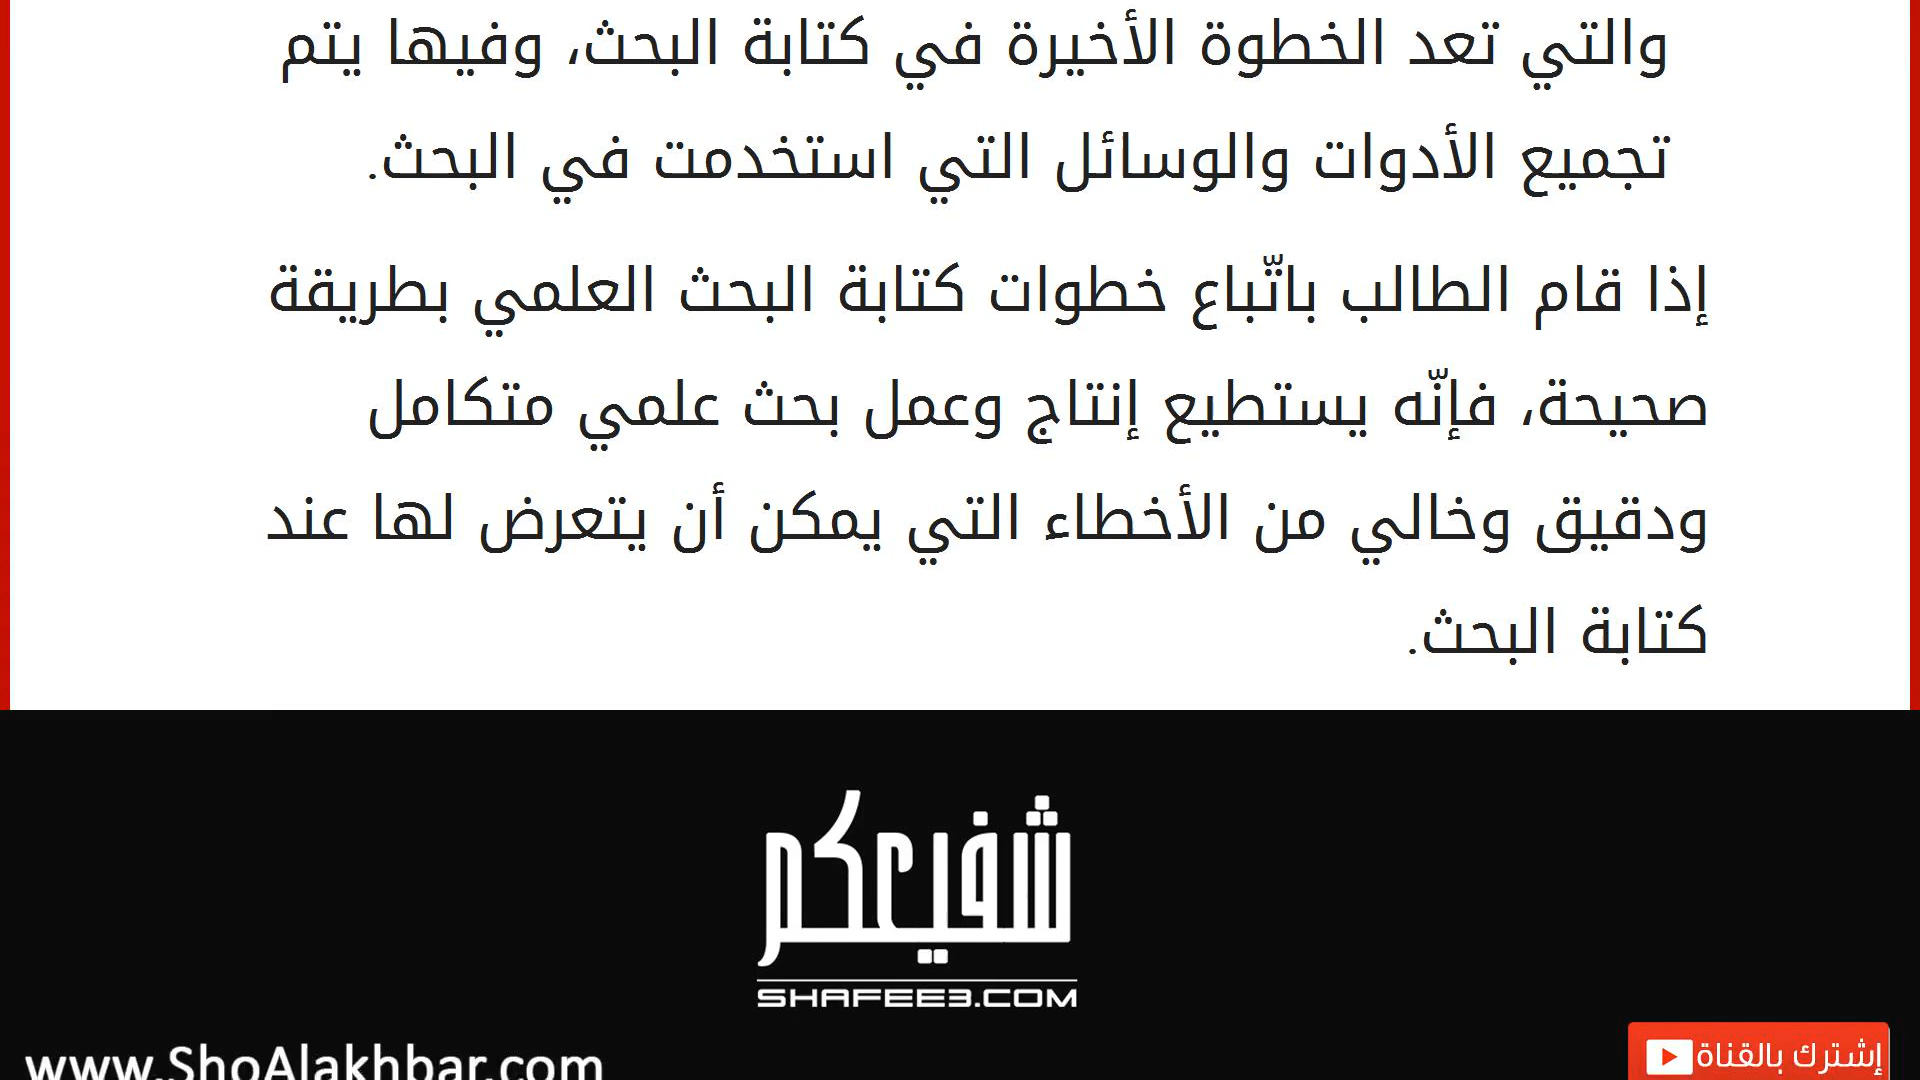 والتي تعد الخطوة الأخيرة في كتابة البحث، وفيها يتم
تجميع الأدوات والوسائل التي استخدمت في البحث.
إذا قام الطالب باتّباع خطوات كتابة البحث العلمي بطريقة
صحيحة، فإنّه يستطيع إنتاج وعمل بحث علمي متكامل
ودقيق وخالي من الأخطاء التي يمكن أن يتعرض لها عند
كتابة البحث.
شفيعكم
SHAFEE3.COM
www.ShoAlakhbar.com
إشترك بالقناة